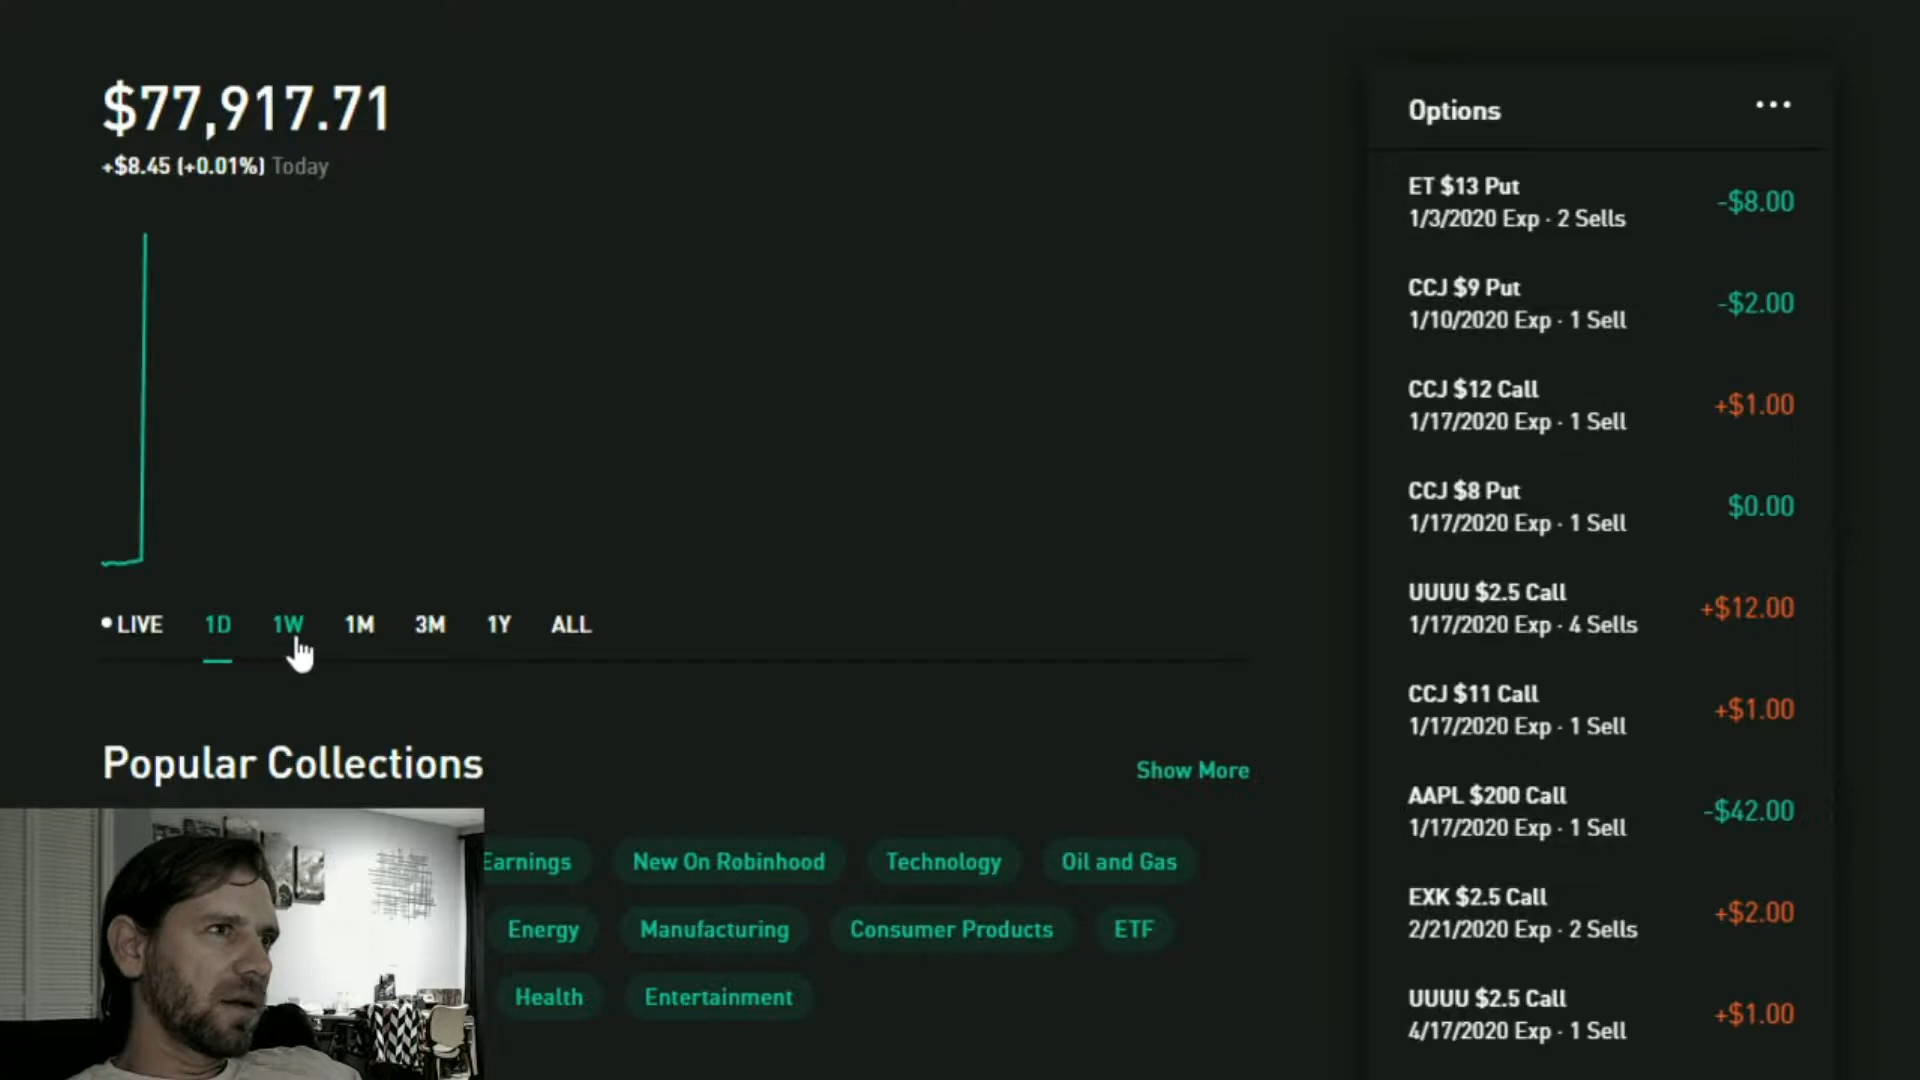 $77,917.71
+$8.45 (+0.01%) Today
LIVE 1D 1W 1M 3M 1Y ALL
Popular Collections
Show More
Earnings New On Robinhood Technology Oil and Gas
Energy Manufacturing Consumer Products ETF
Health Entertainment
Options
ET $13 Put
1/3/2020 Exp · 2 Sells
-$8.00
CCJ $9 Put
1/10/2020 Exp · 1 Sell
-$2.00
CCJ $12 Call
1/17/2020 Exp · 1 Sell
+$1.00
CCJ $8 Put
1/17/2020 Exp · 1 Sell
$0.00
UUUU $2.5 Call
1/17/2020 Exp · 4 Sells
+$12.00
CCJ $11 Call
1/17/2020 Exp · 1 Sell
+$1.00
AAPL $200 Call
1/17/2020 Exp · 1 Sell
-$42.00
EXK $2.5 Call
2/21/2020 Exp · 2 Sells
+$2.00
UUUU $2.5 Call
4/17/2020 Exp · 1 Sell
+$1.00